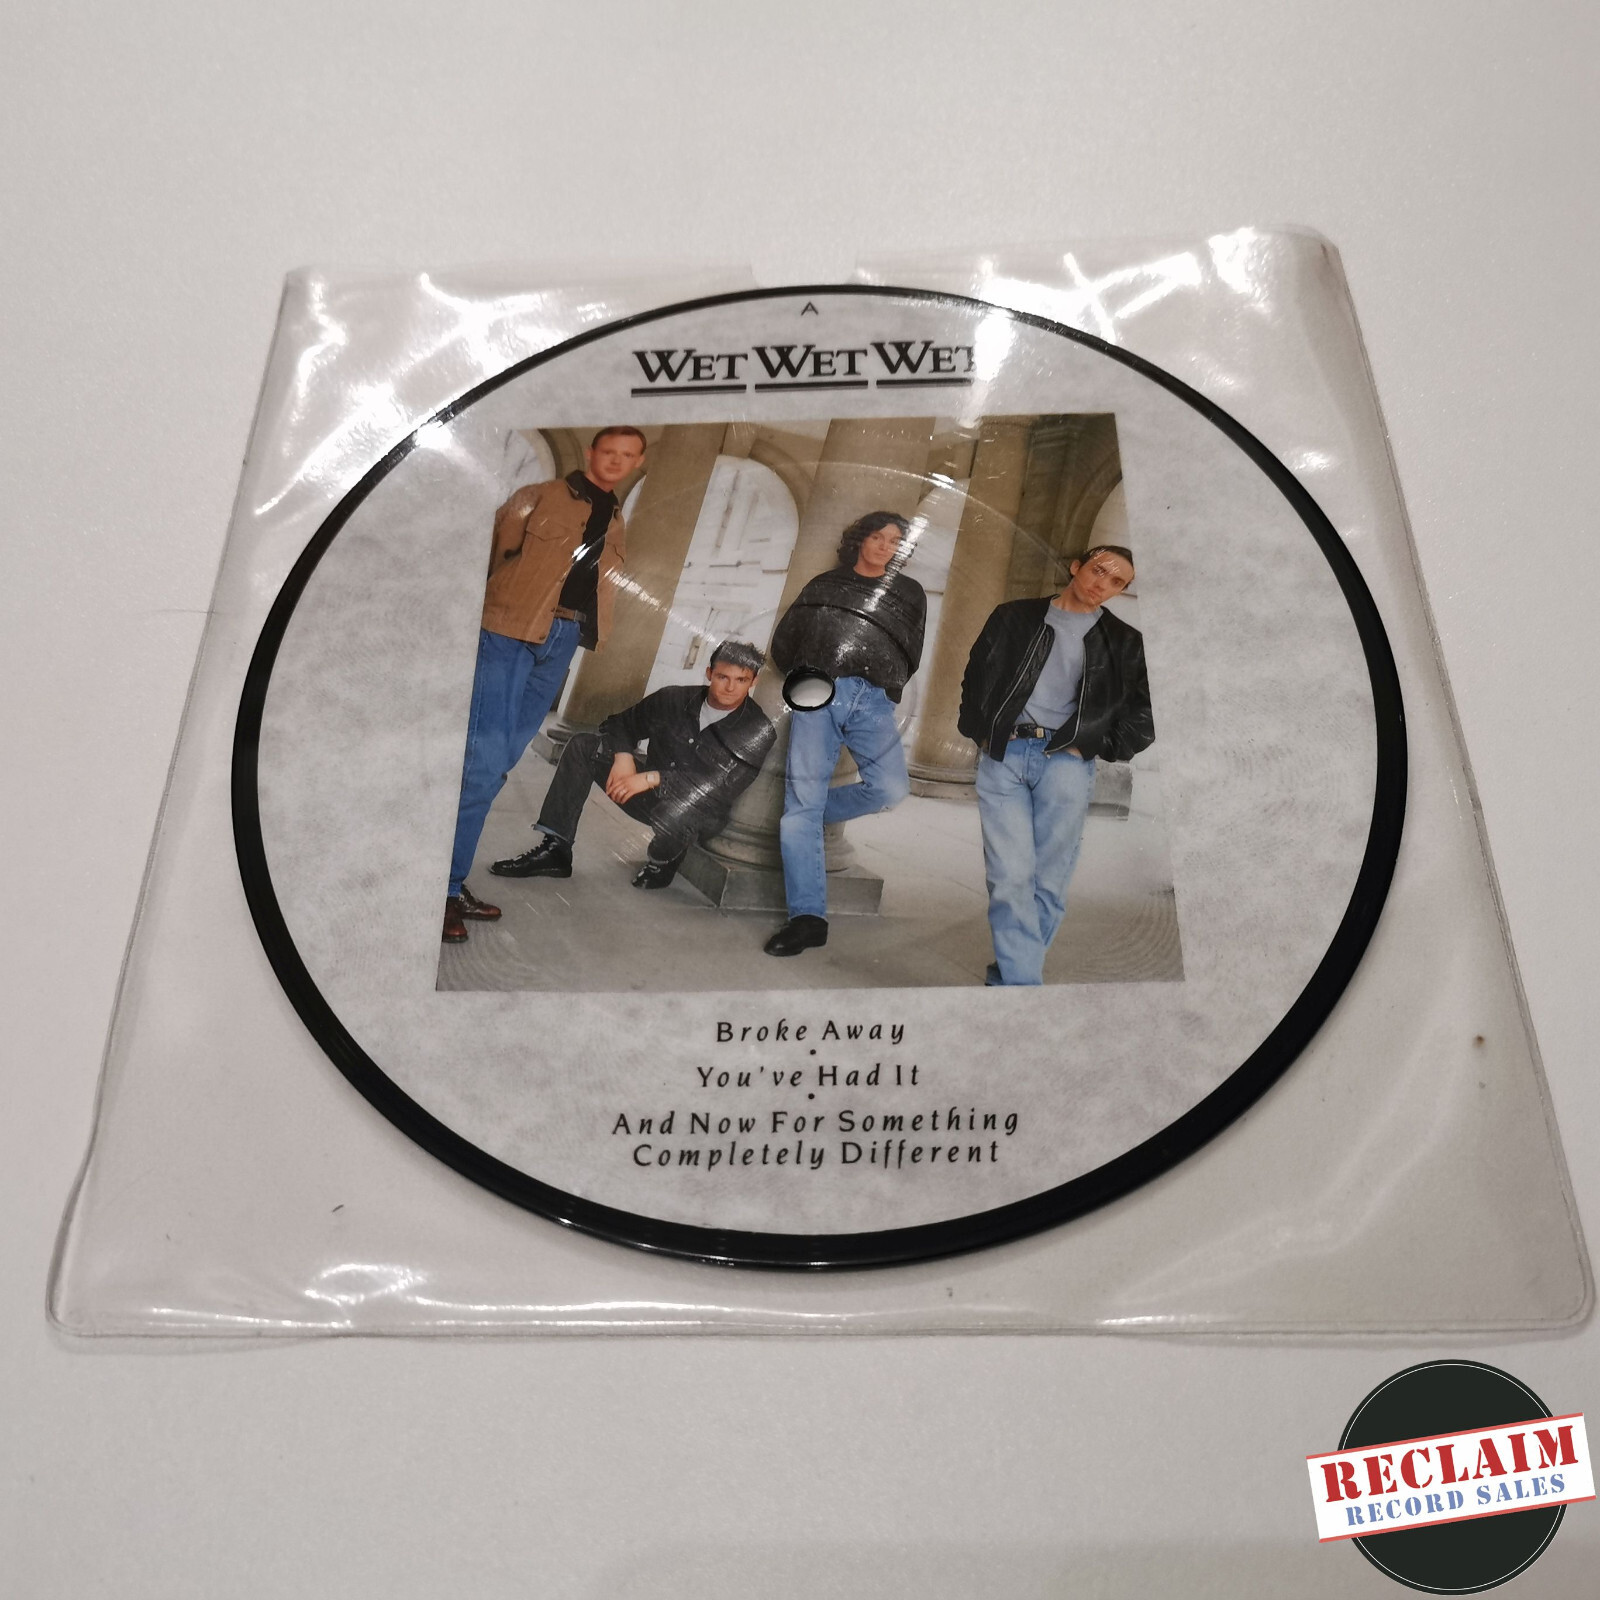 A
WET WET WET
Broke Away
You've Had It
And Now For Something
Completely Different
RECLAIM
RECORD SALES